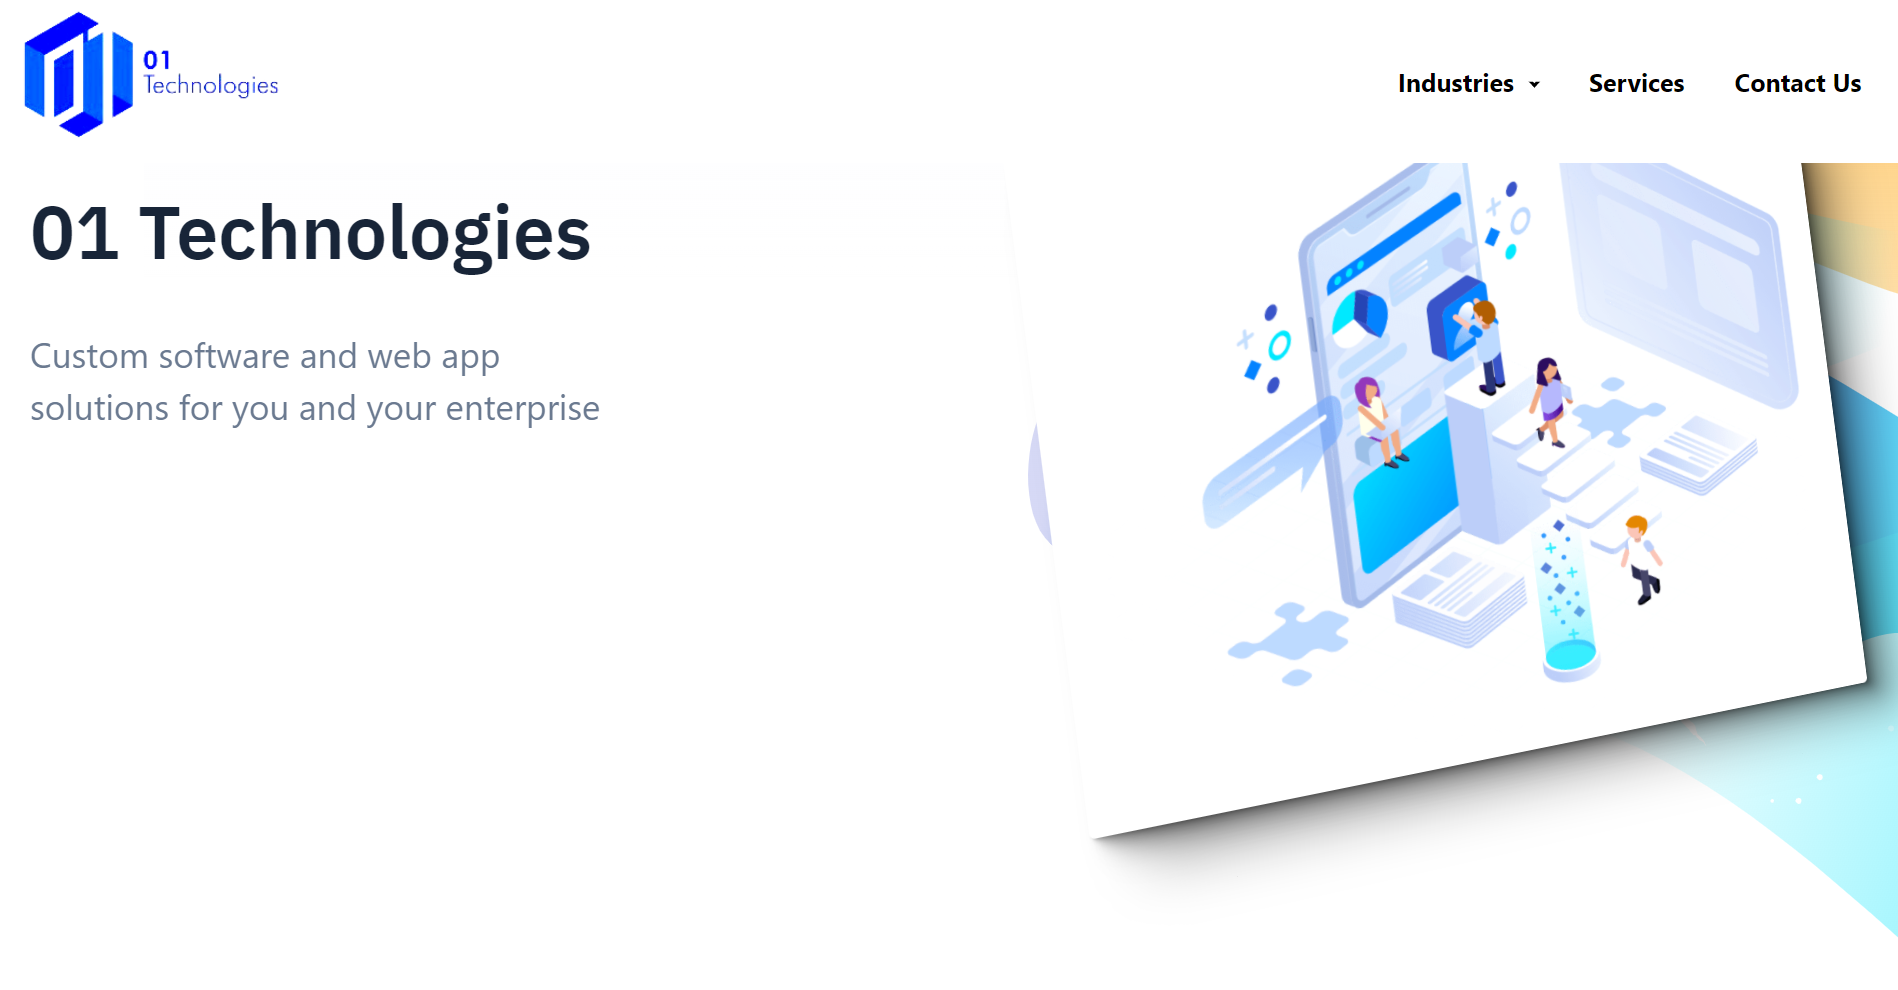 01
Technologies
Industries
Services
Contact Us
01 Technologies
Custom software and web app
solutions for you and your enterprise